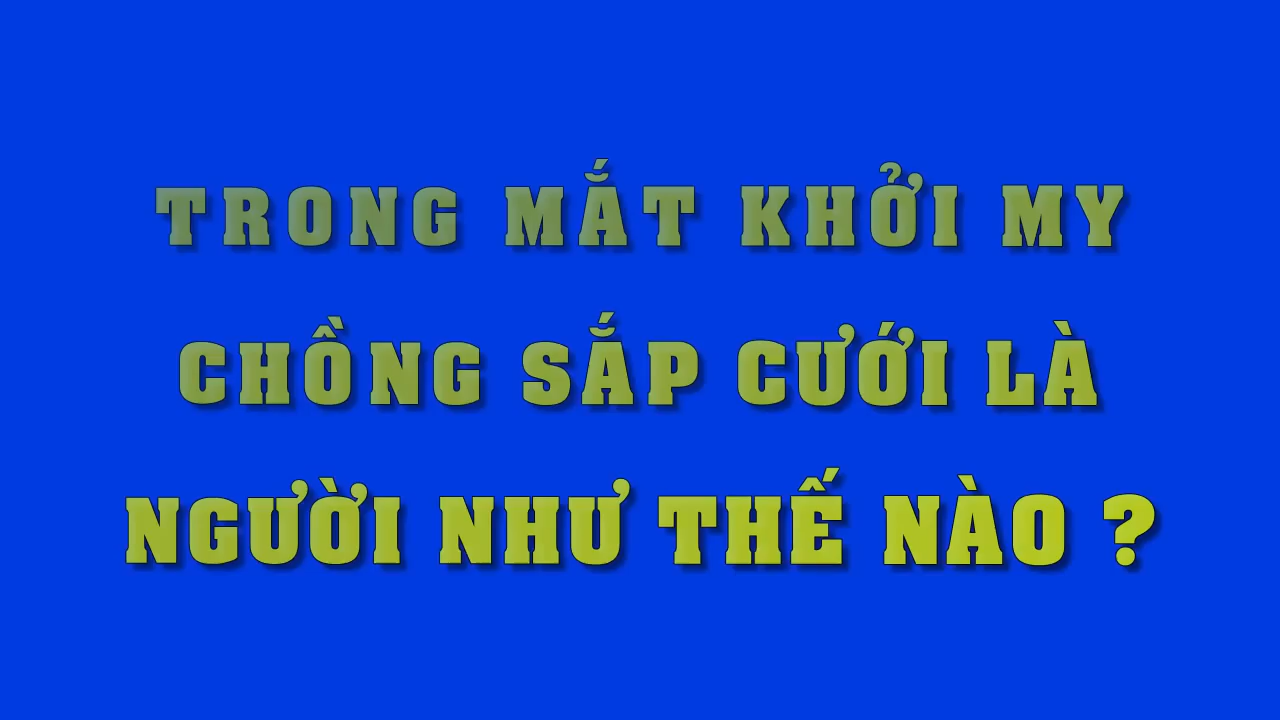 TRONG MẮT KHỞI MY
CHỒNG SẮP CƯỚI LÀ
NGƯỜI NHƯ THẾ NÀO ?